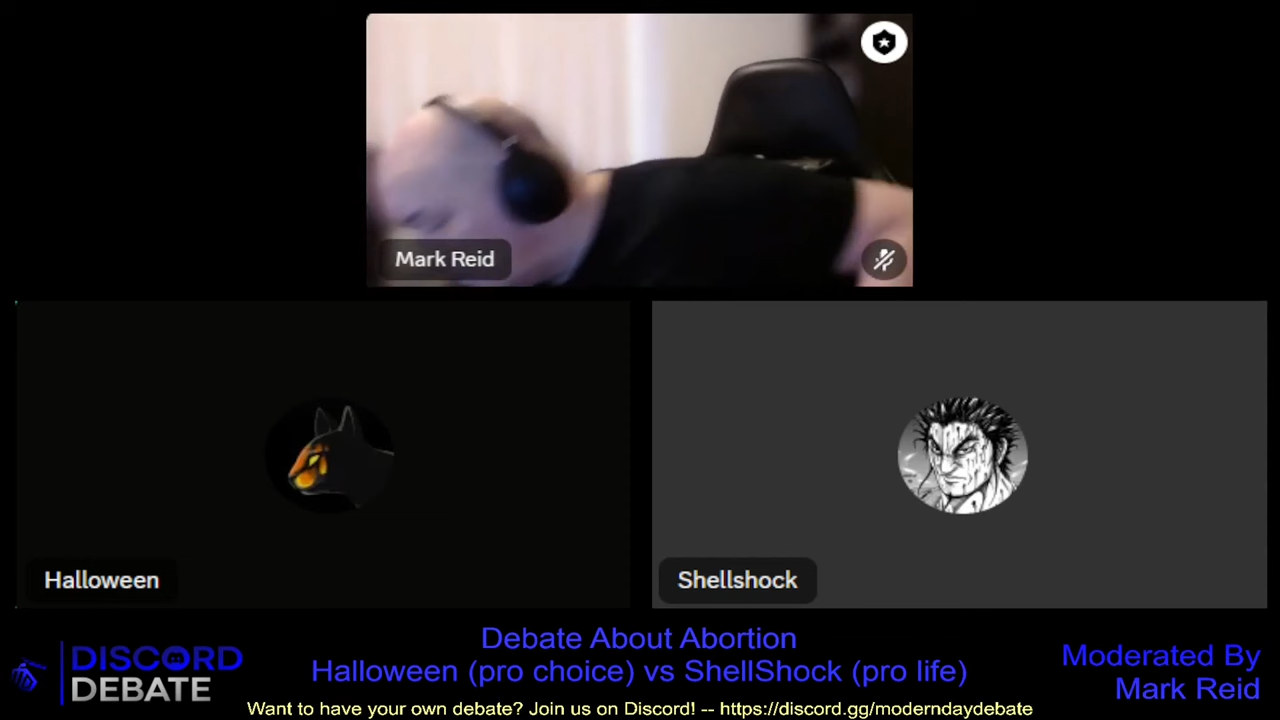 Mark Reid
Halloween
Shellshock
DISCORD
DEBATE
Debate About Abortion
Halloween (pro choice) vs ShellShock (pro life)
Moderated By
Mark Reid
Want to have your own debate? Join us on Discord! -- https://discord.gg/moderndaydebate